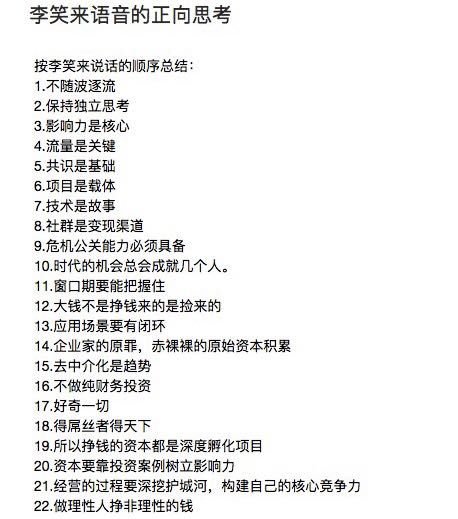 李笑来语音的正向思考
按李笑来说话的顺序总结：
1.不随波逐流
2.保持独立思考
3.影响力是核心
4.流量是关键
5.共识是基础
6.项目是载体
7.技术是故事
8.社群是变现渠道
9.危机公关能力必须具备
10.时代的机会总会成就几个人。
11.窗口期要能把握住
12.大钱不是挣钱来的是捡来的
13.应用场景要有闭环
14.企业家的原罪，赤裸裸的原始资本积累
15.去中介化是趋势
16.不做纯财务投资
17.好奇一切
18.得屌丝者得天下
19.所以挣钱的资本都是深度孵化项目
20.资本要靠投资案例树立影响力
21.经营的过程要深挖护城河，构建自己的核心竞争力
22.做理性人挣非理性的钱